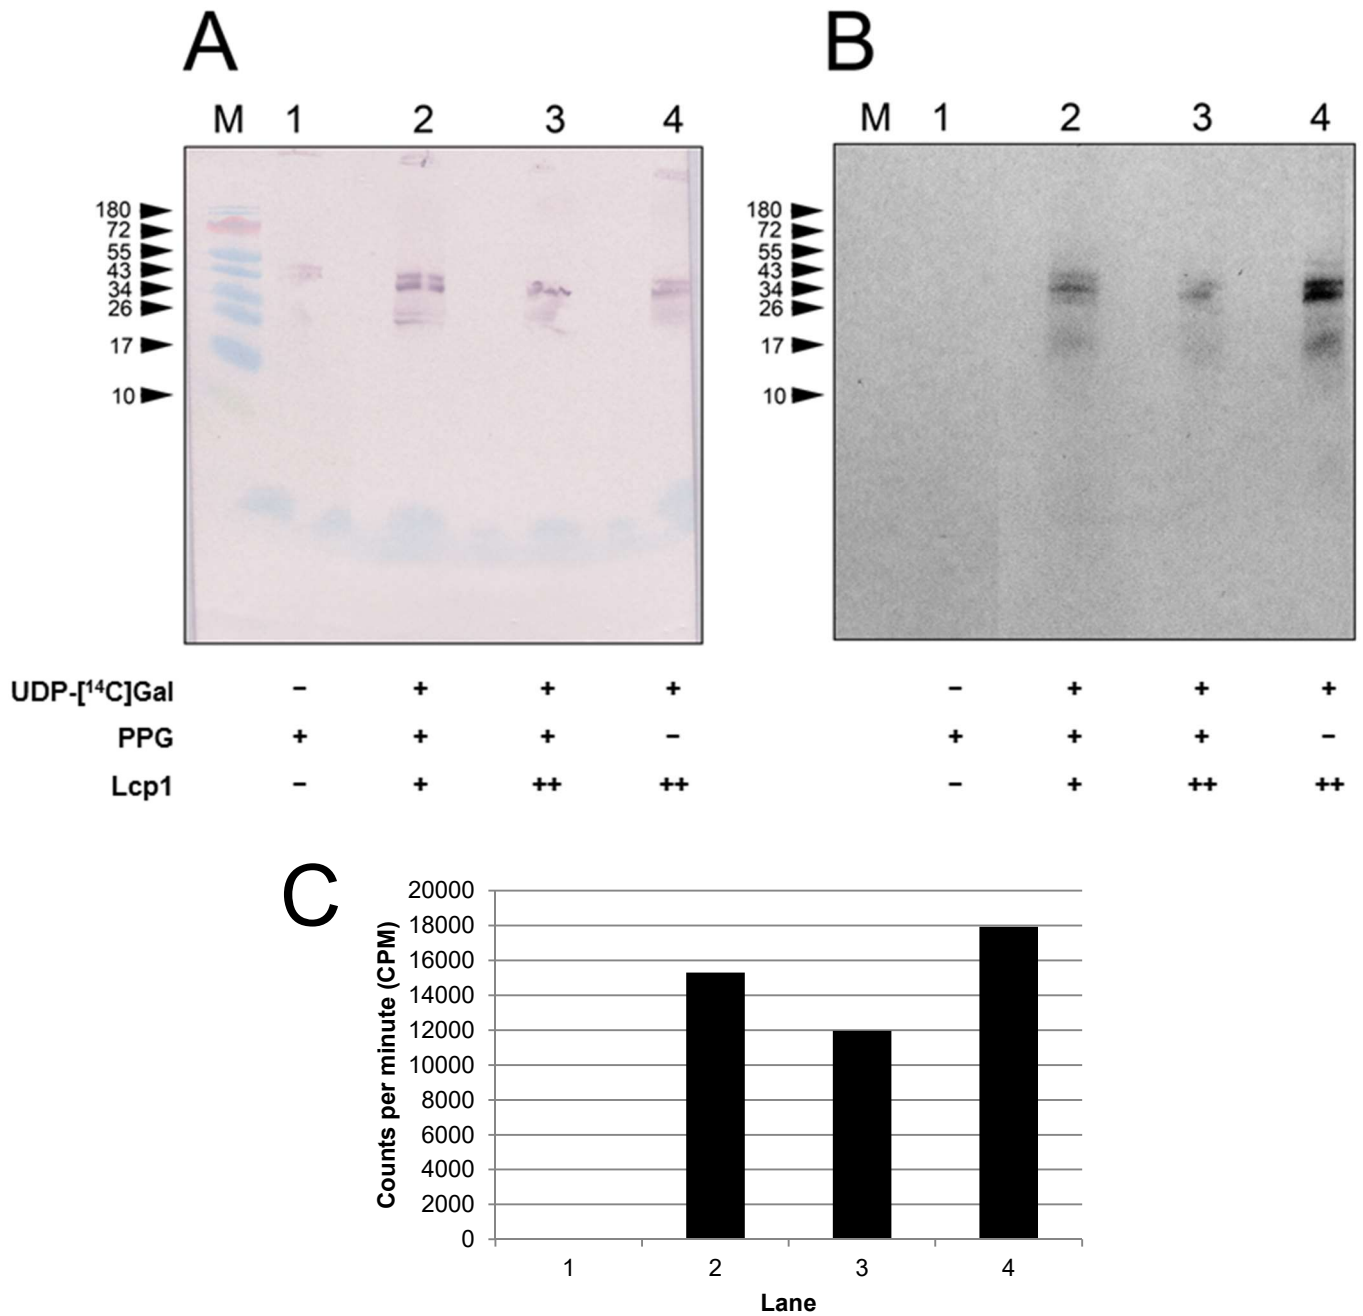 A B
M 1 2 3 4 M 1 2 3 4
180 180
72 72
55 55
43 43
34 34
26 26
17 17
10 10
UDP-[¹⁴C]Gal − + + + − + + +
PPG + + + − + + + −
Lcp1 − + ++ ++ − + ++ ++
C
Counts per minute (CPM)
20000
18000
16000
14000
12000
10000
8000
6000
4000
2000
0
1 2 3 4
Lane